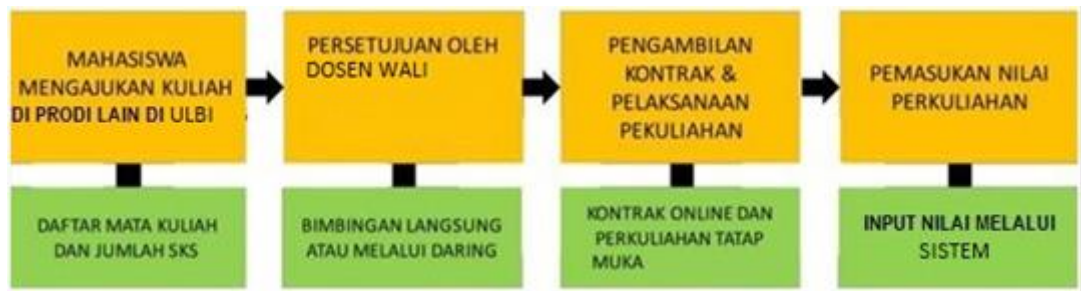 MAHASISWA
MENGAJUKAN KULIAH
DI PRODI LAIN DI ULBI
PERSETUJUAN OLEH
DOSEN WALI
PENGAMBILAN
KONTRAK &
PELAKSANAAN
PEKULIAHAN
PEMASUKAN NILAI
PERKULIAHAN
DAFTAR MATA KULIAH
DAN JUMLAH SKS
BIMBINGAN LANGSUNG
ATAU MELALUI DARING
KONTRAK ONLINE DAN
PERKULIAHAN TATAP
MUKA
INPUT NILAI MELALUI
SISTEM